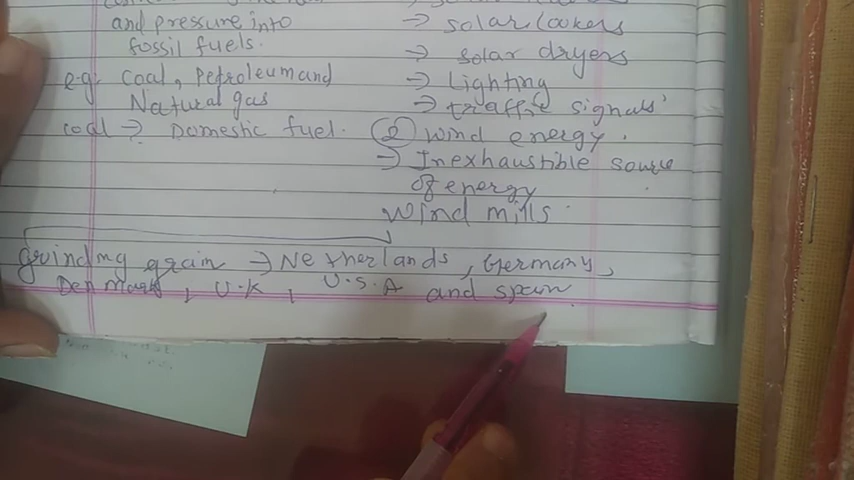 and pressure into
fossil fuels.
e.g. coal, Petroleum and
Natural gas
coal → Domestic fuel.
→ solar cookers
→ solar dryers
→ Lighting
→ traffic signals'
② Wind energy.
→ Inexhaustible source
of energy
Wind mills
grinding grain → Netherlands, Germany,
Denmark, U.K, U.S.A and spain.